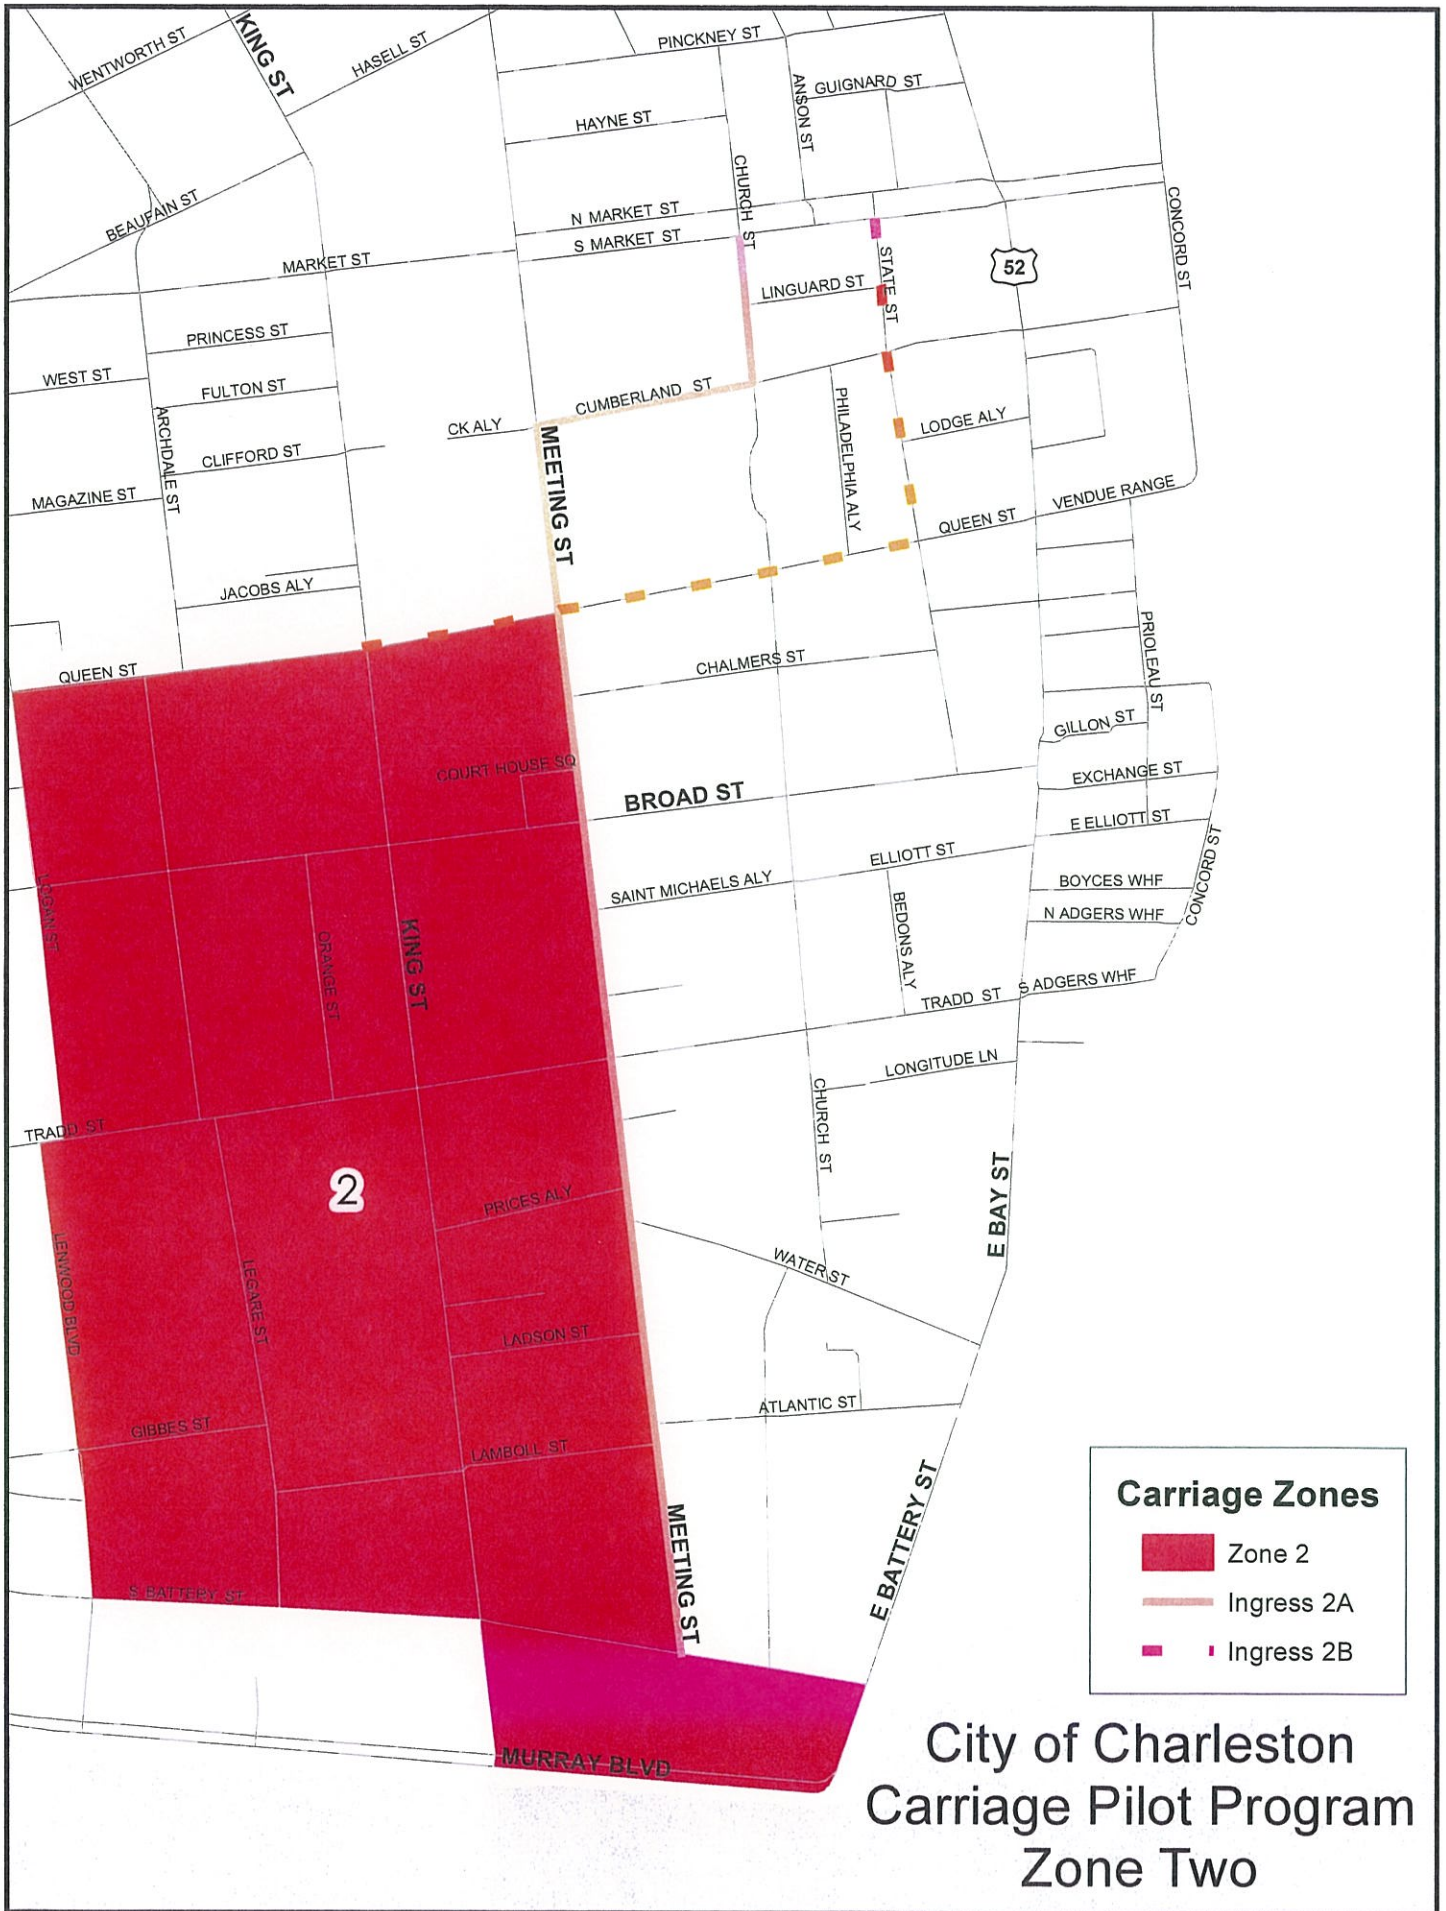 WENTWORTH ST
KING ST
HASELL ST
PINCKNEY ST
ANSON ST
GUIGNARD ST
HAYNE ST
CHURCH ST
BEAUFAIN ST
N MARKET ST
S MARKET ST
CONCORD ST
MARKET ST
STATE ST
52
LINGUARD ST
PRINCESS ST
WEST ST
FULTON ST
CUMBERLAND ST
PHILADELPHIA ALY
LODGE ALY
CK ALY
MEETING ST
ARCHDALE ST
CLIFFORD ST
MAGAZINE ST
VENDUE RANGE
QUEEN ST
JACOBS ALY
PRIOLEAU ST
QUEEN ST
CHALMERS ST
GILLON ST
COURT HOUSE SQ
EXCHANGE ST
BROAD ST
E ELLIOTT ST
CONCORD ST
ELLIOTT ST
SAINT MICHAELS ALY
BOYCES WHF
N ADGERS WHF
BEDONS ALY
LOGAN ST
ORANGE ST
KING ST
TRADD ST
S ADGERS WHF
LONGITUDE LN
CHURCH ST
TRADD ST
2
PRICES ALY
E BAY ST
WATER ST
LENWOOD BLVD
LEGARE ST
LADSON ST
ATLANTIC ST
GIBBES ST
LAMBOLL ST
E BATTERY ST
MEETING ST
S BATTERY ST
MURRAY BLVD
Carriage Zones
Zone 2
Ingress 2A
Ingress 2B
City of Charleston
Carriage Pilot Program
Zone Two